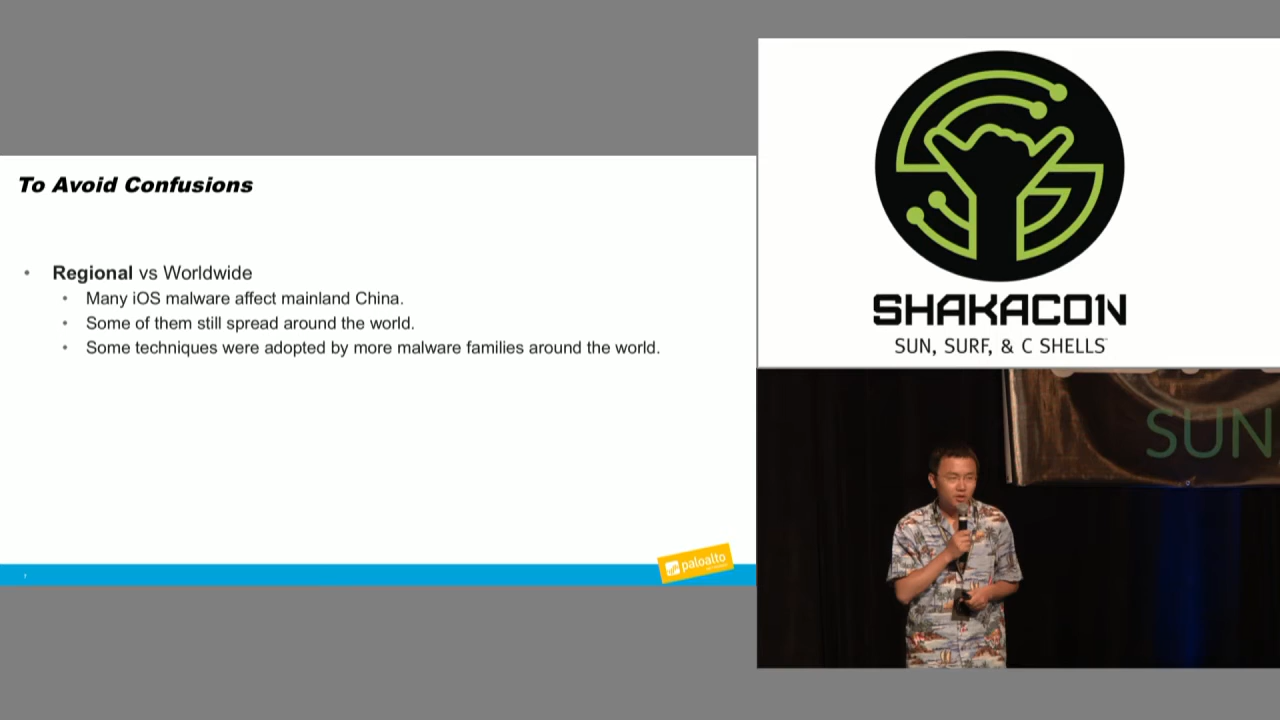 To Avoid Confusions
• Regional vs Worldwide
• Many iOS malware affect mainland China.
• Some of them still spread around the world.
• Some techniques were adopted by more malware families around the world.
7
paloalto
SHAKACON
SUN, SURF, & C SHELLS
SUN